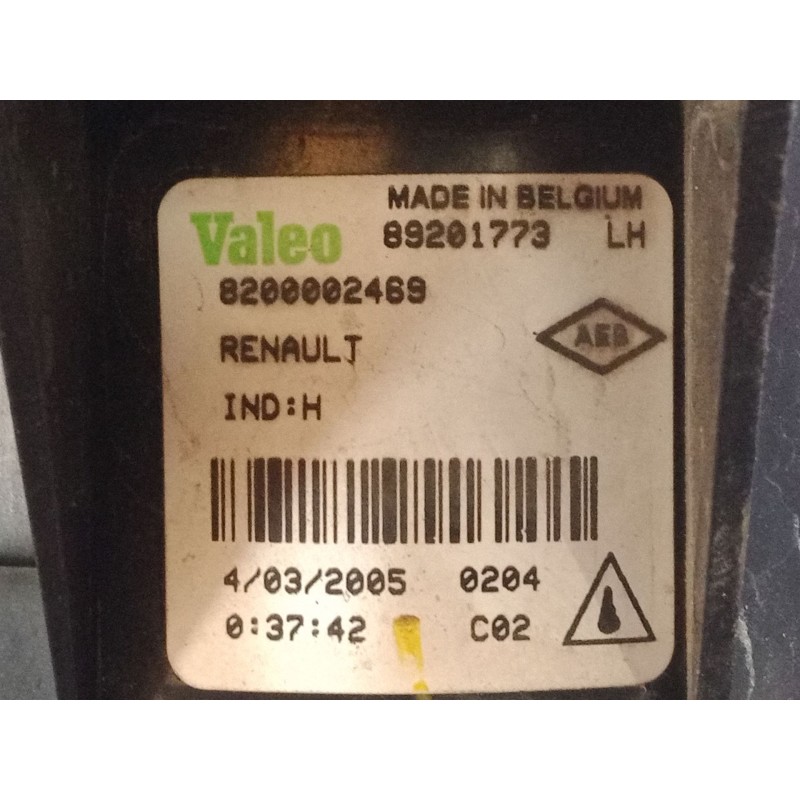 MADE IN BELGIUM
Valeo 89201773 LH
8200002469
RENAULT AEB
IND:H
4/03/2005 0204
0:37:42 C02